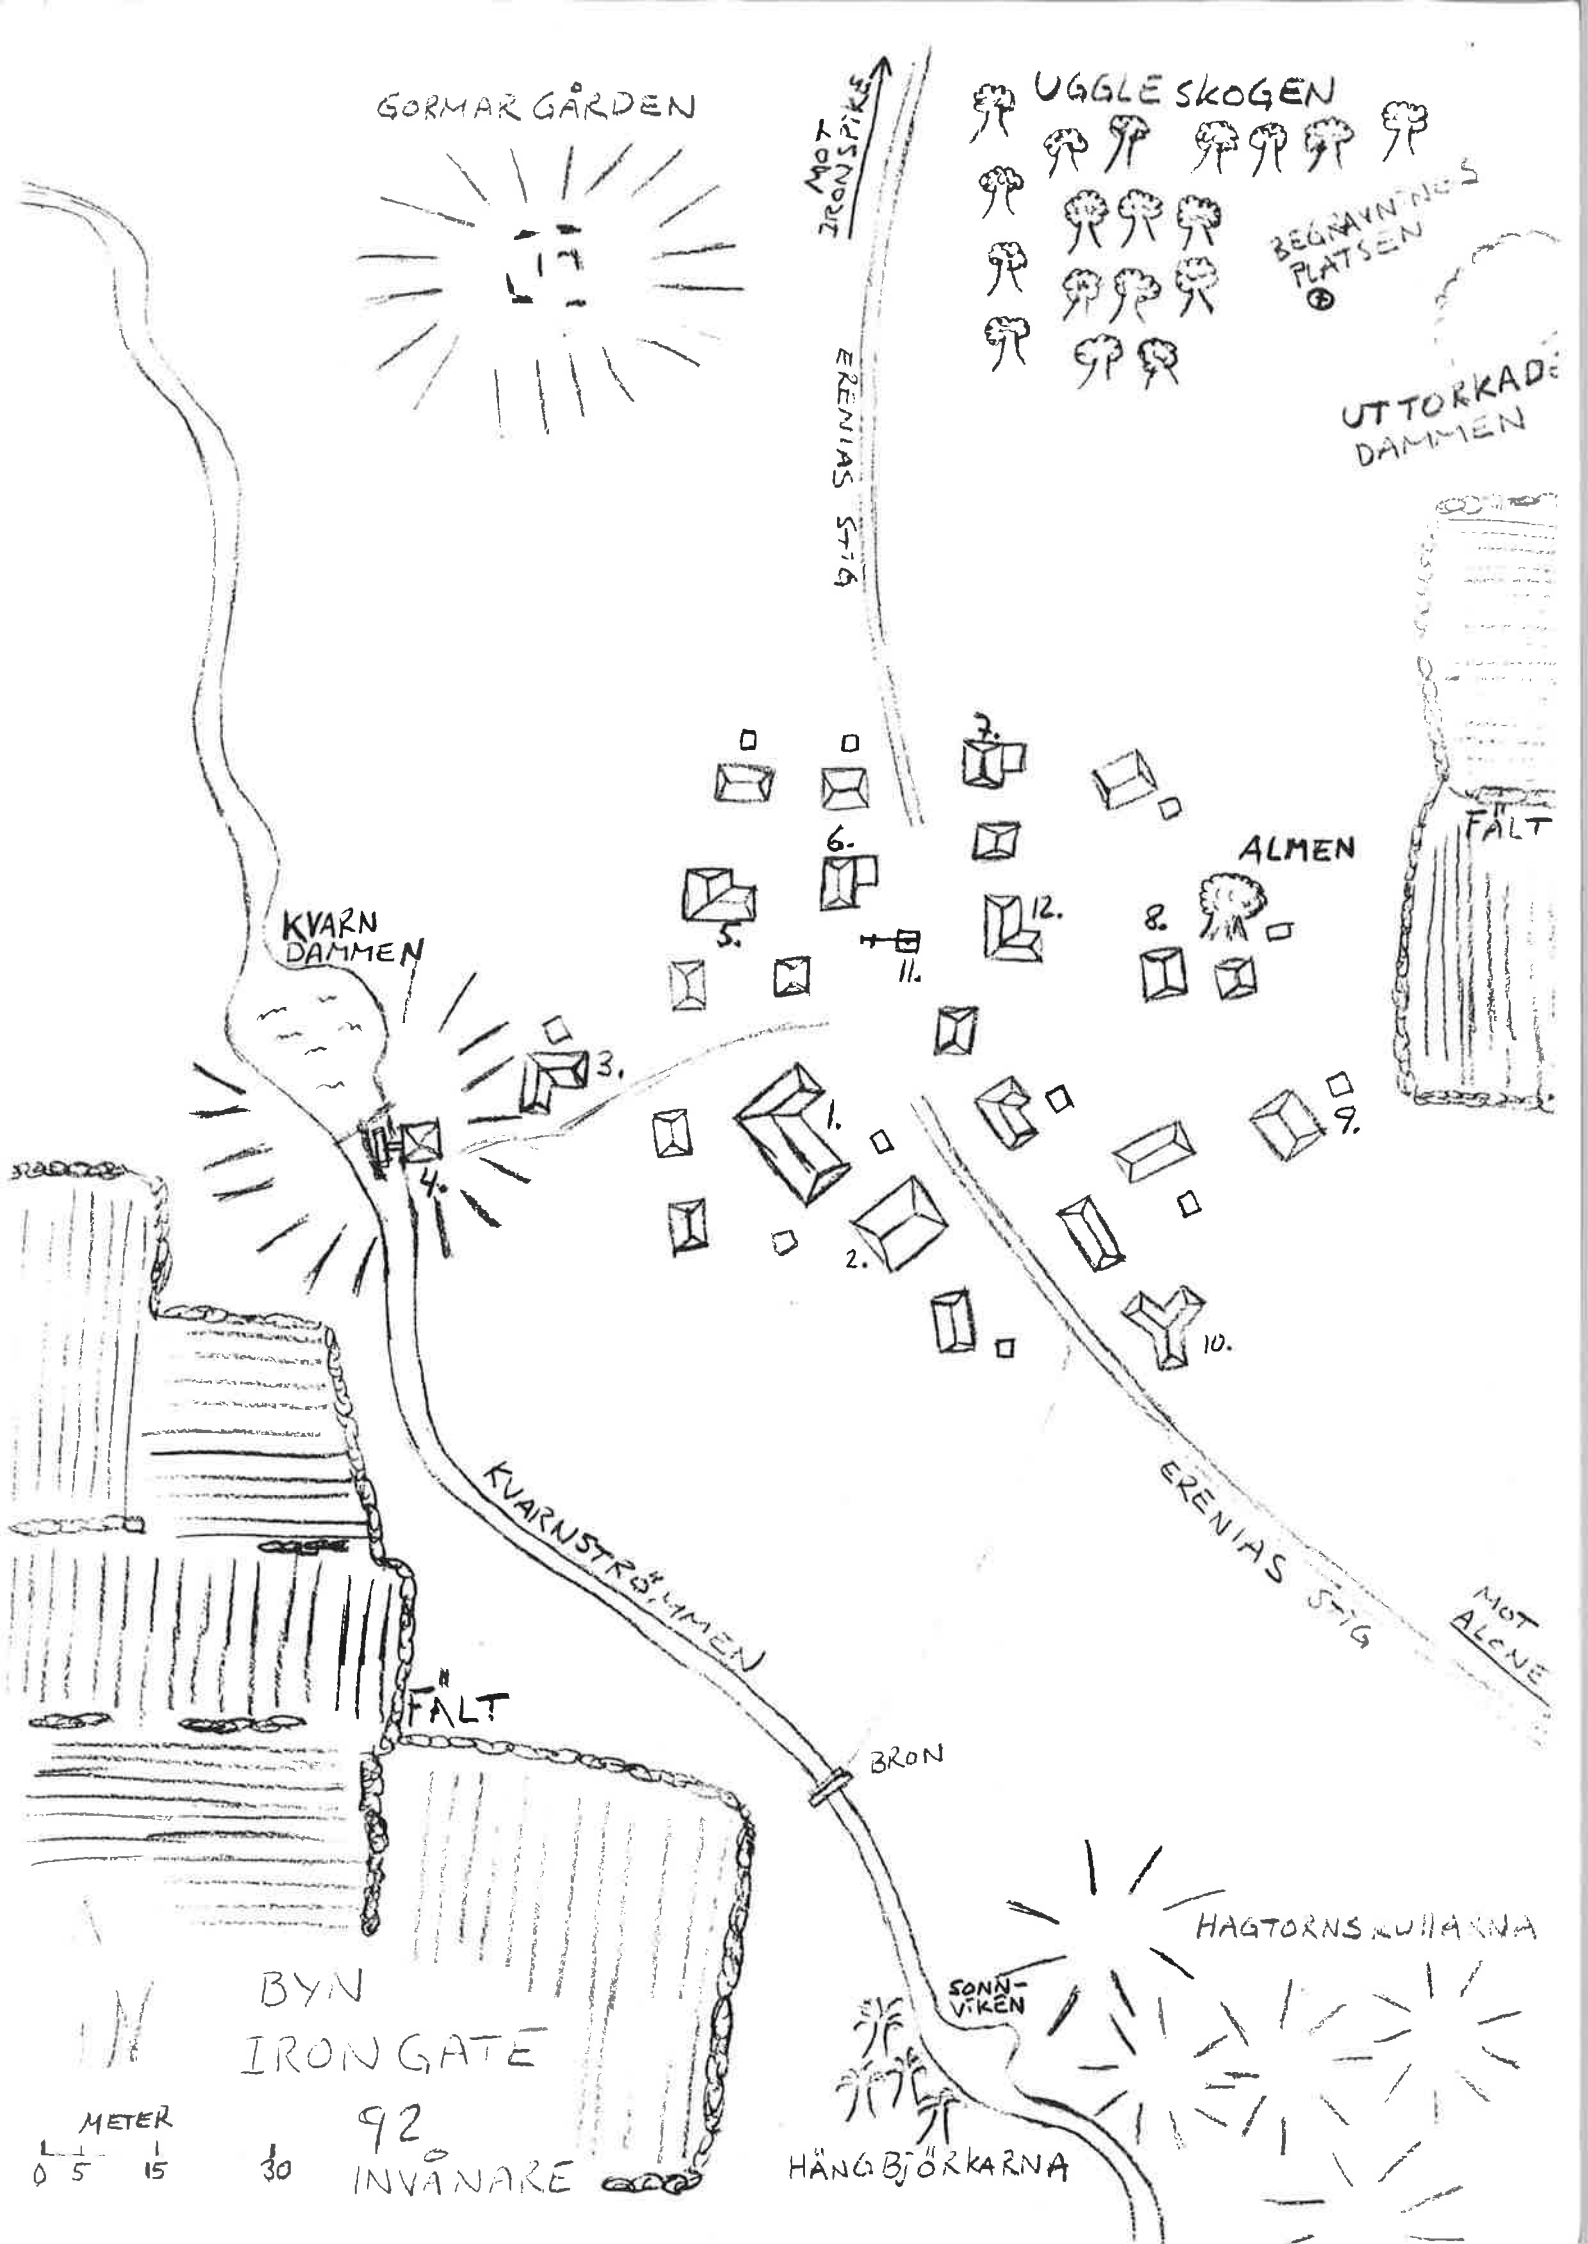 GORMAR GÅRDEN
MOT
IRONSPIKE
UGGLESKOGEN
BEGRAVNINGS
PLATSEN
ERENIAS STIG
UTTORKADE
DAMMEN
FÄLT
7.
6.
ALMEN
5.
12.
8.
11.
KVARN
DAMMEN
3.
1.
9.
4.
2.
10.
KVARNSTRÖMMEN
ERENIAS STIG
MOT
ALONE
FÄLT
BRON
HAGTORNSKULLARNA
SONN-
VIKEN
N
BYN
IRONGATE
92
INVÅNARE
METER
0 5 15 30
HÄNGBJÖRKARNA